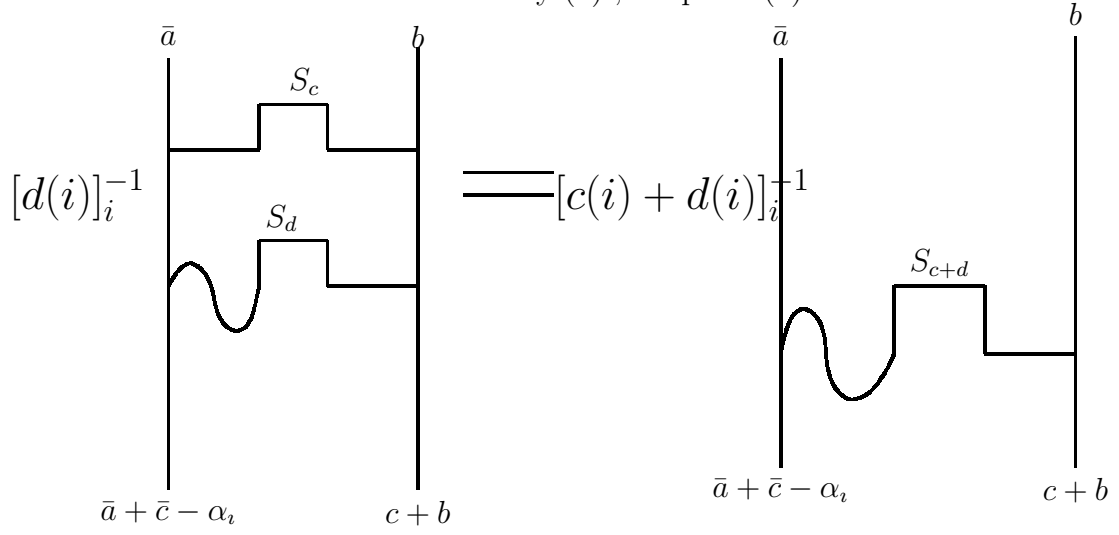 ā b ā b
S_c
[d(i)]_i^{-1} = [c(i) + d(i)]_i^{-1}
S_d S_{c+d}
ā + c̄ − α_ı c + b ā + c̄ − α_ı c + b